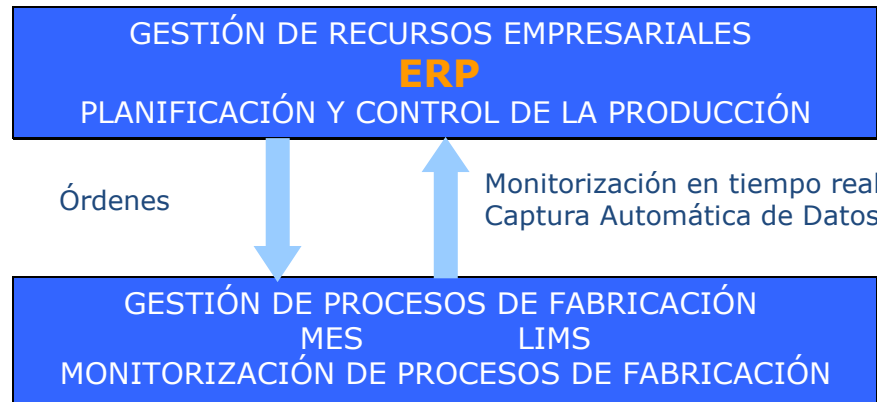 GESTIÓN DE RECURSOS EMPRESARIALES
ERP
PLANIFICACIÓN Y CONTROL DE LA PRODUCCIÓN
Órdenes
Monitorización en tiempo real
Captura Automática de Datos
GESTIÓN DE PROCESOS DE FABRICACIÓN
MES LIMS
MONITORIZACIÓN DE PROCESOS DE FABRICACIÓN